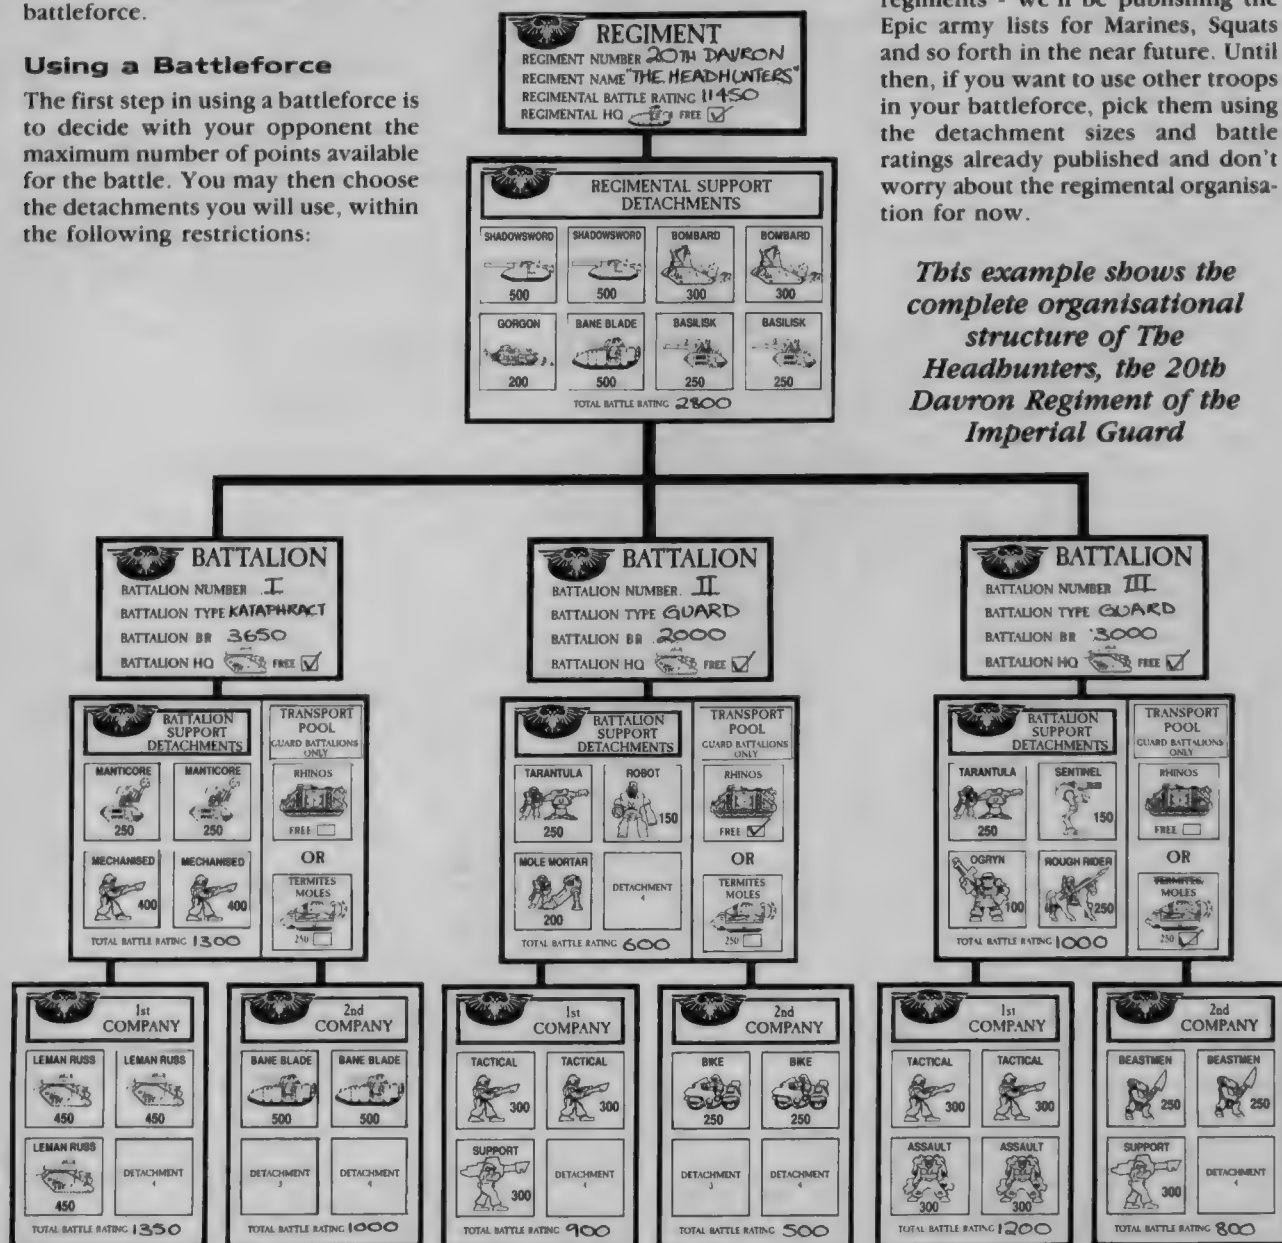 battleforce.
Using a Battleforce
The first step in using a battleforce is
to decide with your opponent the
maximum number of points available
for the battle. You may then choose
the detachments you will use, within
the following restrictions:
REGIMENT
REGIMENT NUMBER 20TH DAVRON
REGIMENT NAME "THE HEADHUNTERS"
REGIMENTAL BATTLE RATING 11450
REGIMENTAL HQ FREE
regiments - we'll be publishing the
Epic army lists for Marines, Squats
and so forth in the near future. Until
then, if you want to use other troops
in your battleforce, pick them using
the detachment sizes and battle
ratings already published and don't
worry about the regimental organisa-
tion for now.
This example shows the
complete organisational
structure of The
Headhunters, the 20th
Davron Regiment of the
Imperial Guard
REGIMENTAL SUPPORT
DETACHMENTS
SHADOWSWORD SHADOWSWORD BOMBARD BOMBARD
500 500 300 300
GORGON BANE BLADE BASILISK BASILISK
200 500 250 250
TOTAL BATTLE RATING 2800
BATTALION
BATTALION NUMBER I
BATTALION TYPE KATAPHRACT
BATTALION BR 3650
BATTALION HQ FREE
BATTALION
BATTALION NUMBER. II
BATTALION TYPE GUARD
BATTALION BR 2000
BATTALION HQ FREE
BATTALION
BATTALION NUMBER III
BATTALION TYPE GUARD
BATTALION BR 3000
BATTALION HQ FREE
BATTALION
SUPPORT
DETACHMENTS
MANTICORE MANTICORE
250 250
MECHANISED MECHANISED
400 400
TOTAL BATTLE RATING 1300
TRANSPORT
POOL
GUARD BATTALIONS
ONLY
RHINOS
FREE
OR
TERMITES
MOLES
250
BATTALION
SUPPORT
DETACHMENTS
TARANTULA ROBOT
250 150
MOLE MORTAR DETACHMENT
200 4
TOTAL BATTLE RATING 600
TRANSPORT
POOL
GUARD BATTALIONS
ONLY
RHINOS
FREE
OR
TERMITES
MOLES
250
BATTALION
SUPPORT
DETACHMENTS
TARANTULA SENTINEL
250 150
OGRYN ROUGH RIDER
100 250
TOTAL BATTLE RATING 1000
TRANSPORT
POOL
GUARD BATTALIONS
ONLY
RHINOS
FREE
OR
TERMITES
MOLES
250
1st
COMPANY
LEMAN RUSS LEMAN RUSS
450 450
LEMAN RUSS DETACHMENT
450 4
TOTAL BATTLE RATING 1350
2nd
COMPANY
BANE BLADE BANE BLADE
500 500
DETACHMENT DETACHMENT
3 4
TOTAL BATTLE RATING 1000
1st
COMPANY
TACTICAL TACTICAL
300 300
SUPPORT DETACHMENT
300 4
TOTAL BATTLE RATING 900
2nd
COMPANY
BIKE BIKE
250 250
DETACHMENT DETACHMENT
3 4
TOTAL BATTLE RATING 500
1st
COMPANY
TACTICAL TACTICAL
300 300
ASSAULT ASSAULT
300 300
TOTAL BATTLE RATING 1200
2nd
COMPANY
BEASTMEN BEASTMEN
250 250
SUPPORT DETACHMENT
300 4
TOTAL BATTLE RATING 800